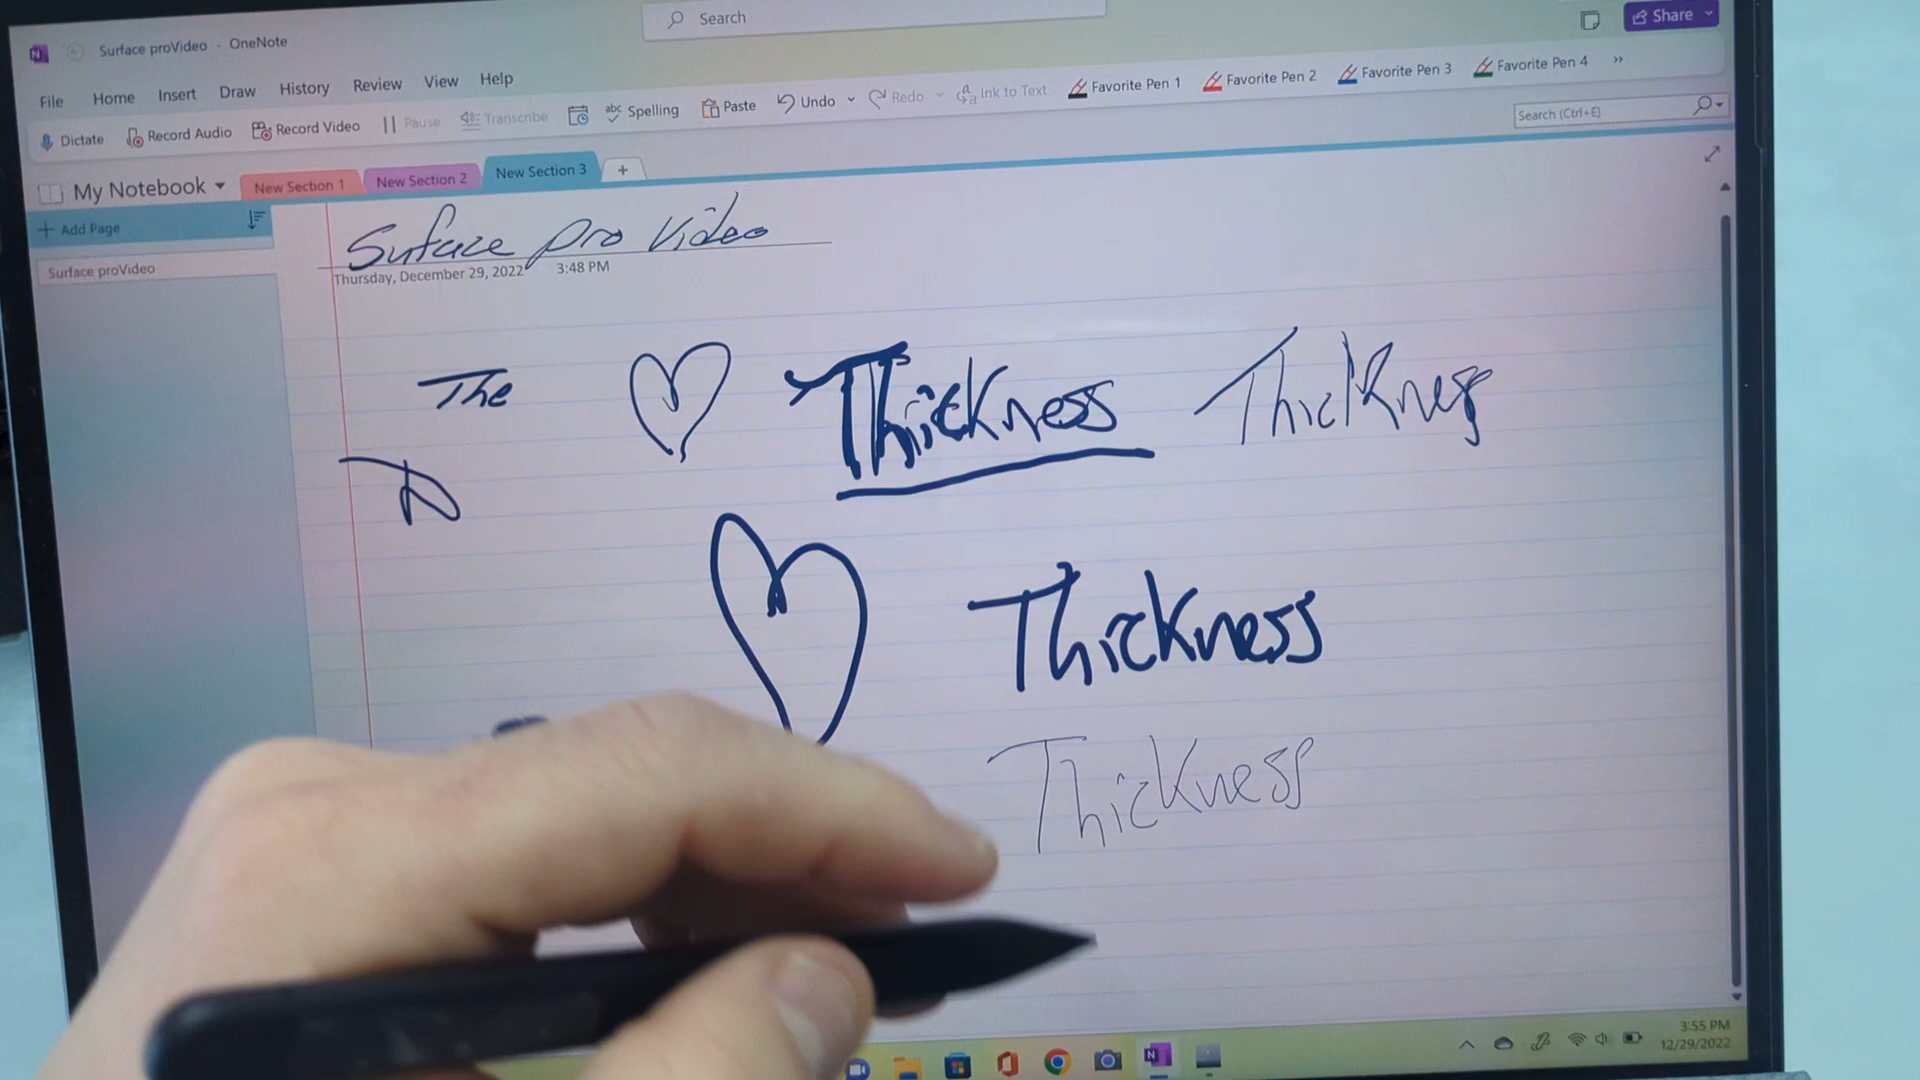 Surface proVideo - OneNote
Search
Share
File Home Insert Draw History Review View Help
Dictate Record Audio Record Video Pause Transcribe abc Spelling Paste Undo Redo Ink to Text Favorite Pen 1 Favorite Pen 2 Favorite Pen 3 Favorite Pen 4
Search (Ctrl+E)
My Notebook New Section 1 New Section 2 New Section 3 +
Add Page
Surface proVideo
Surface pro Video
Thursday, December 29, 2022 3:48 PM
The Thickness Thickness
Thickness
Thickness
3:55 PM
12/29/2022